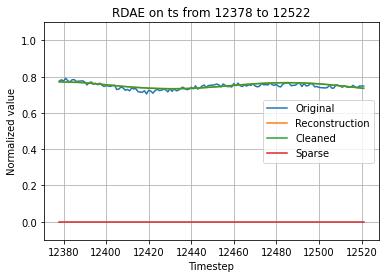 RDAE on ts from 12378 to 12522
Normalized value
1.0
0.8
0.6
0.4
0.2
0.0
Original
Reconstruction
Cleaned
Sparse
12380 12400 12420 12440 12460 12480 12500 12520
Timestep